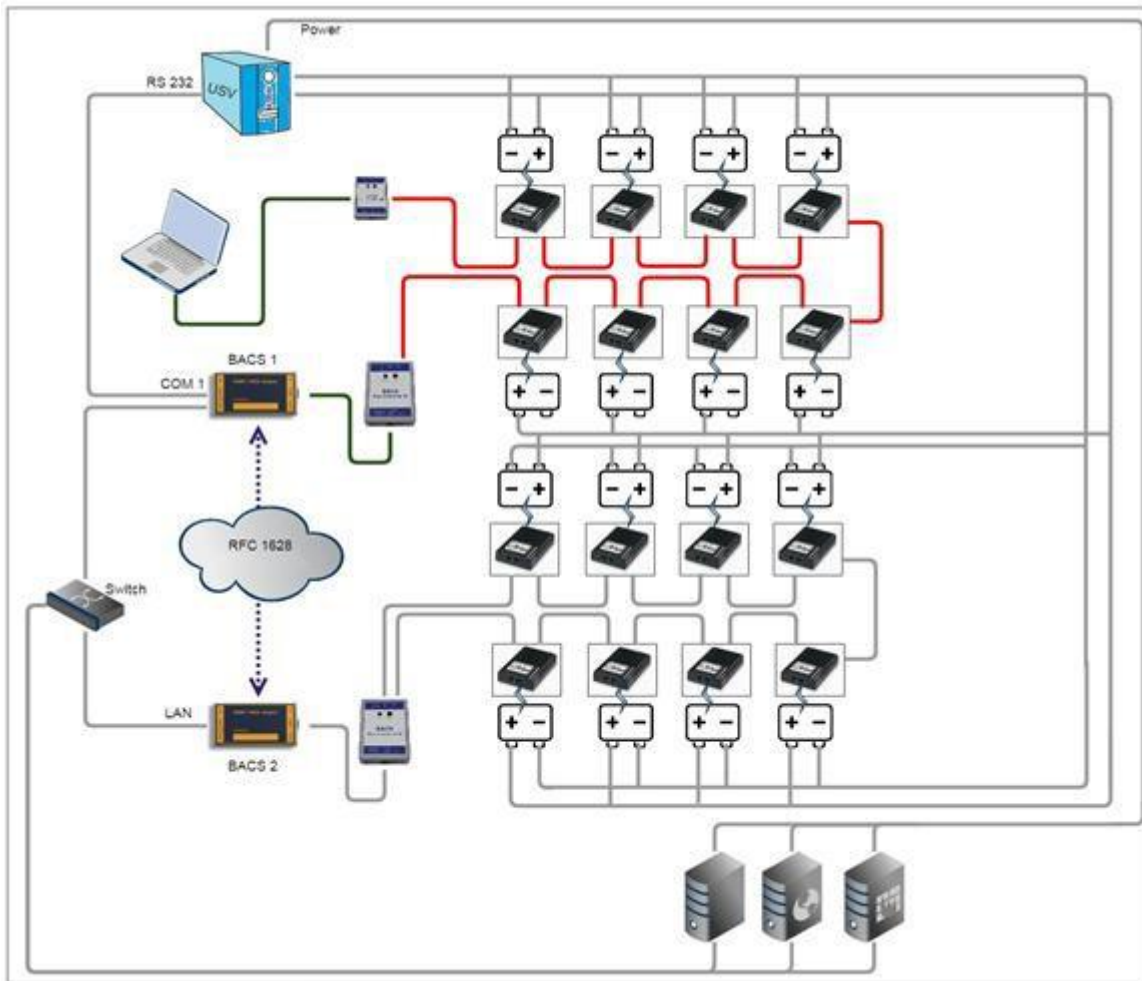 Power
RS 232
USV
BACS 1
COM 1
RFC 1628
Switch
LAN
BACS 2